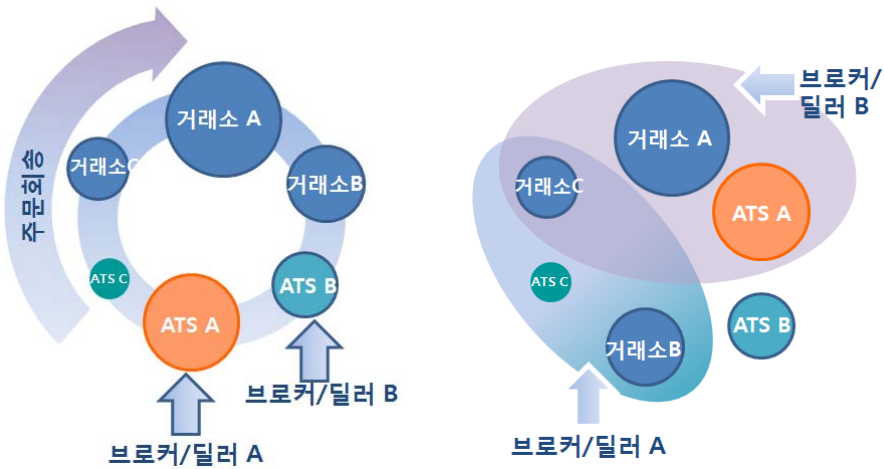 거래소 A
거래소C
거래소B
주문회송
ATS C
ATS B
ATS A
브로커/딜러 B
브로커/딜러 A
브로커/
딜러 B
거래소 A
거래소C
ATS A
ATS C
ATS B
거래소B
브로커/딜러 A